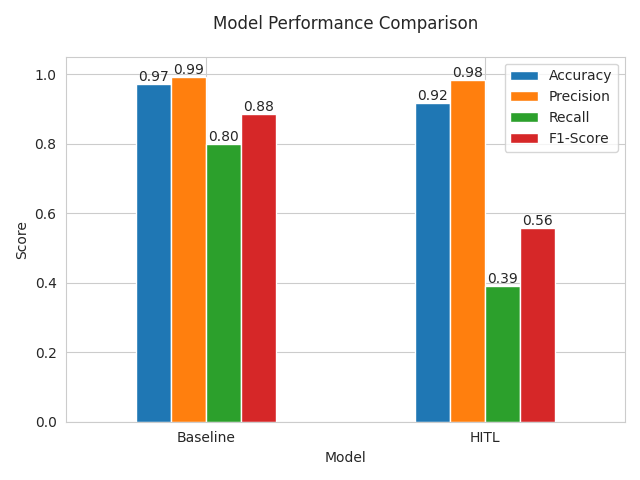 Model Performance Comparison
1.0
0.8
0.6
0.4
0.2
0.0
Score
0.97
0.99
0.80
0.88
0.92
0.98
0.39
0.56
Accuracy
Precision
Recall
F1-Score
Baseline
HITL
Model